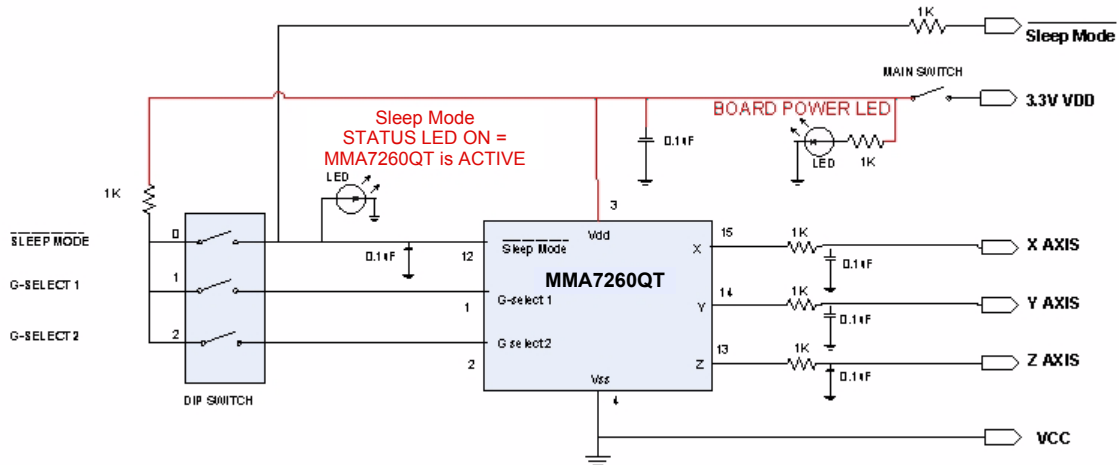 1K
Sleep Mode
MAIN SWITCH
3.3V VDD
Sleep Mode
STATUS LED ON =
MMA7260QT is ACTIVE
BOARD POWER LED
0.1uF
LED
1K
LED
1K
3
Vdd
SLEEP MODE
0
12
Sleep Mode
0.1uF
X
15
1K
X AXIS
0.1uF
MMA7260QT
G-SELECT 1
1
1
G-select 1
Y
14
1K
Y AXIS
0.1uF
G-SELECT 2
2
2
G select2
Z
13
1K
Z AXIS
0.1uF
Vss
4
DIP SWITCH
VCC